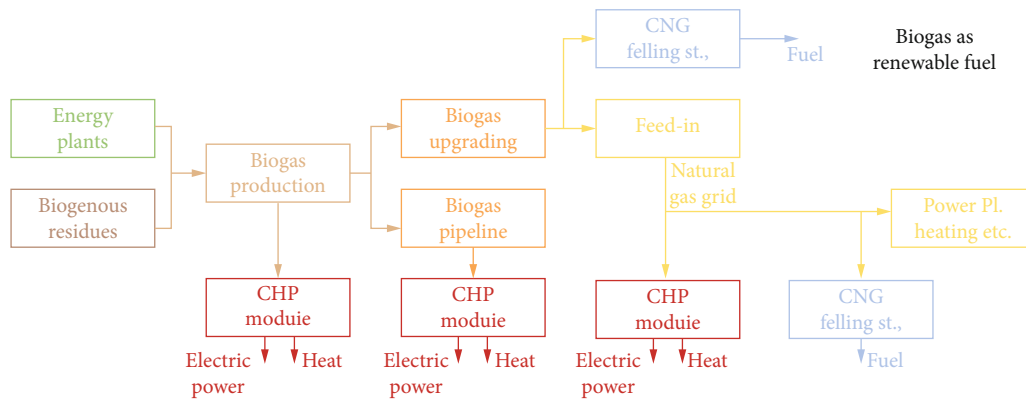 CNG
felling st.,
Fuel
Biogas as
renewable fuel
Energy
plants
Biogas
upgrading
Feed-in
Biogas
production
Natural
gas grid
Biogenous
residues
Biogas
pipeline
Power Pl.
heating etc.
CHP
moduie
CHP
moduie
CHP
moduie
CNG
felling st.,
Electric
power
Heat
Electric
power
Heat
Electric
power
Heat
Fuel